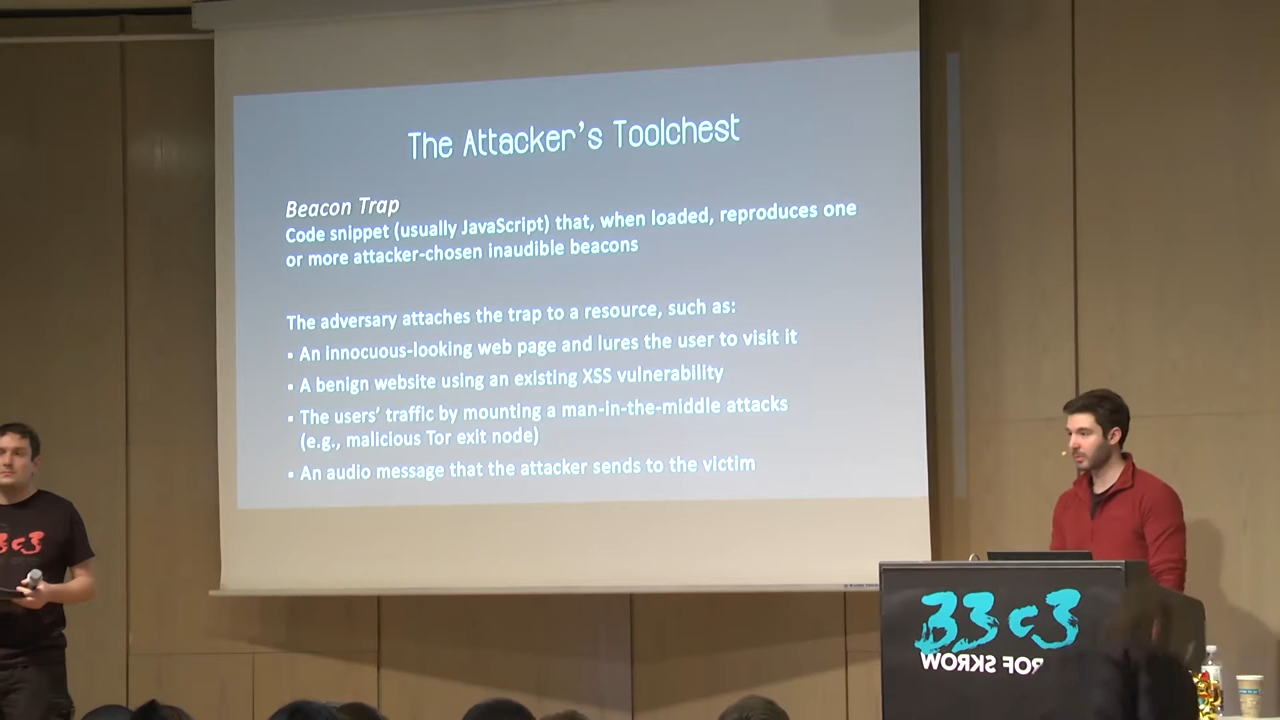 The Attacker's Toolchest
Beacon Trap
Code snippet (usually JavaScript) that, when loaded, reproduces one
or more attacker-chosen inaudible beacons
The adversary attaches the trap to a resource, such as:
▪ An innocuous-looking web page and lures the user to visit it
▪ A benign website using an existing XSS vulnerability
▪ The users' traffic by mounting a man-in-the-middle attacks
(e.g., malicious Tor exit node)
▪ An audio message that the attacker sends to the victim
33c3
33c3
WORKS FOR